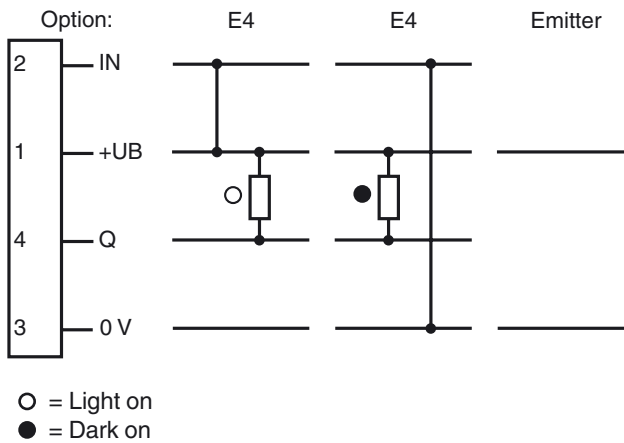 Option: E4 E4 Emitter
2 IN
1 +UB
4 Q
3 0 V
= Light on
= Dark on